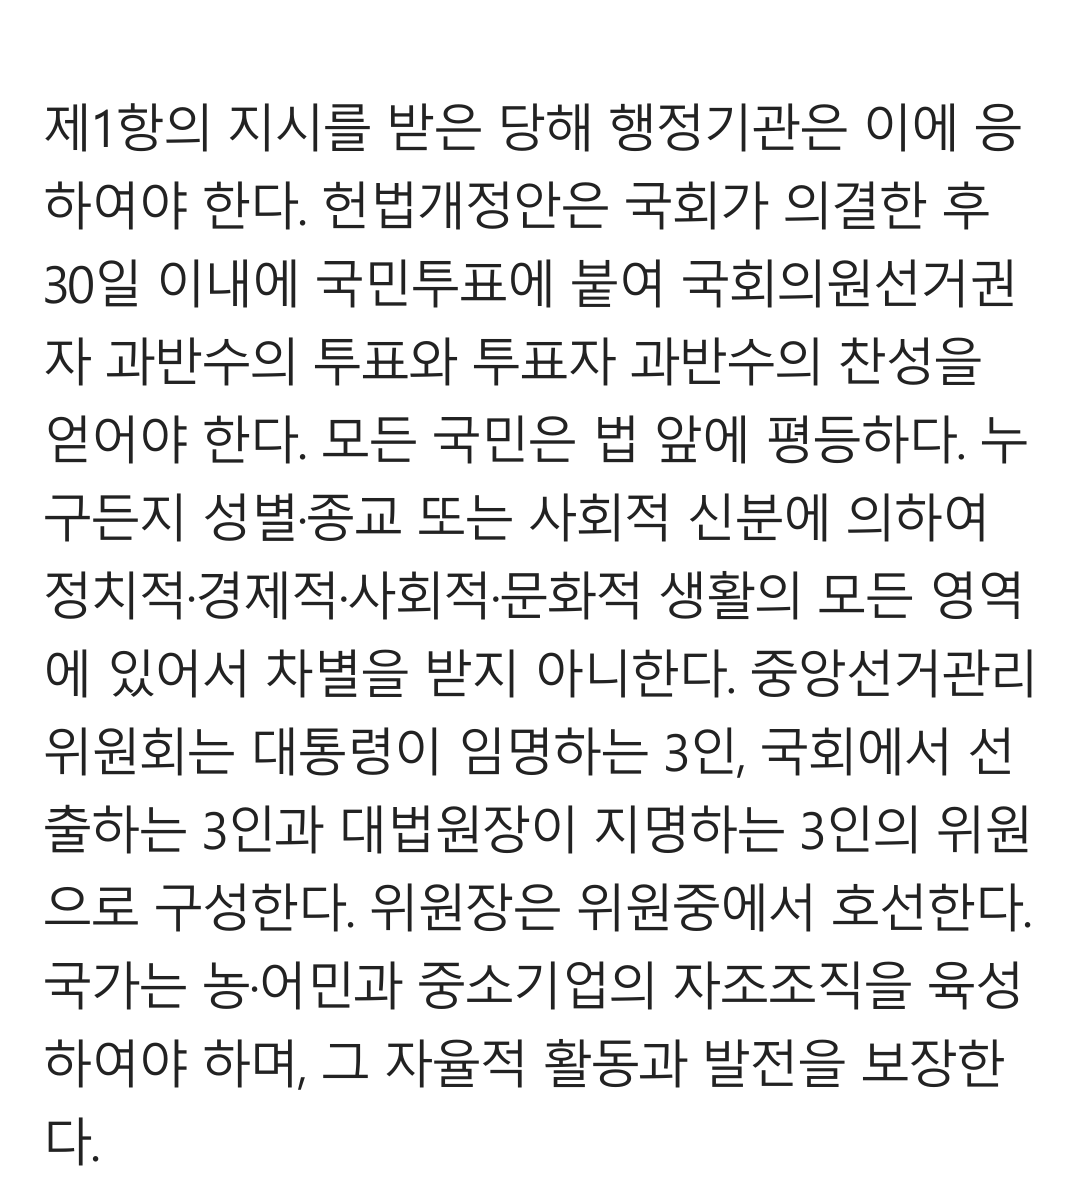 제1항의 지시를 받은 당해 행정기관은 이에 응
하여야 한다. 헌법개정안은 국회가 의결한 후
30일 이내에 국민투표에 붙여 국회의원선거권
자 과반수의 투표와 투표자 과반수의 찬성을
얻어야 한다. 모든 국민은 법 앞에 평등하다. 누
구든지 성별·종교 또는 사회적 신분에 의하여
정치적·경제적·사회적·문화적 생활의 모든 영역
에 있어서 차별을 받지 아니한다. 중앙선거관리
위원회는 대통령이 임명하는 3인, 국회에서 선
출하는 3인과 대법원장이 지명하는 3인의 위원
으로 구성한다. 위원장은 위원중에서 호선한다.
국가는 농·어민과 중소기업의 자조조직을 육성
하여야 하며, 그 자율적 활동과 발전을 보장한
다.